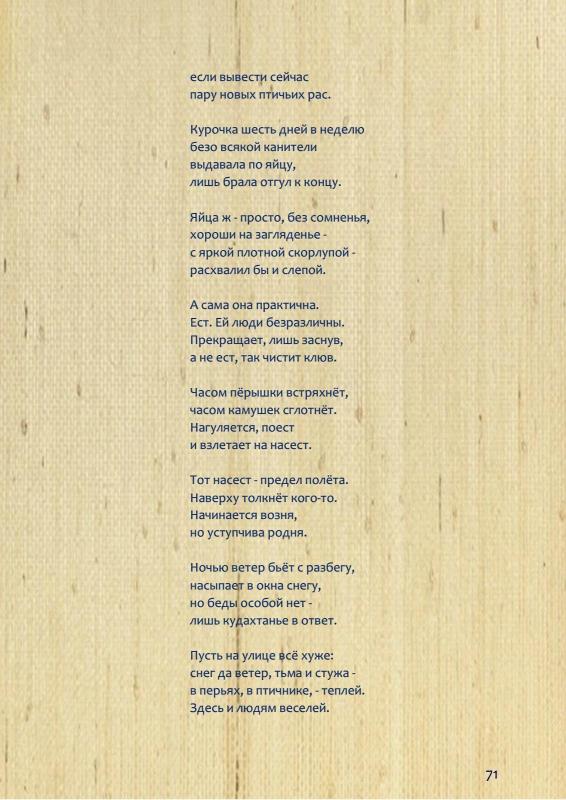 если вывести сейчас
пару новых птичьих рас.

Курочка шесть дней в неделю
безо всякой канители
выдавала по яйцу,
лишь брала отгул к концу.

Яйца ж - просто, без сомненья,
хороши на загляденье -
с яркой плотной скорлупой -
расхвалил бы и слепой.

А сама она практична.
Ест. Ей люди безразличны.
Прекращает, лишь заснув,
а не ест, так чистит клюв.

Часом пёрышки встряхнёт,
часом камушек сглотнёт.
Нагуляется, поест
и взлетает на насест.

Тот насест - предел полёта.
Наверху толкнёт кого-то.
Начинается возня,
но уступчива родня.

Ночью ветер бьёт с разбегу,
насыпает в окна снегу,
но беды особой нет -
лишь кудахтанье в ответ.

Пусть на улице всё хуже:
снег да ветер, тьма и стужа -
в перьях, в птичнике, - теплей.
Здесь и людям веселей.

71